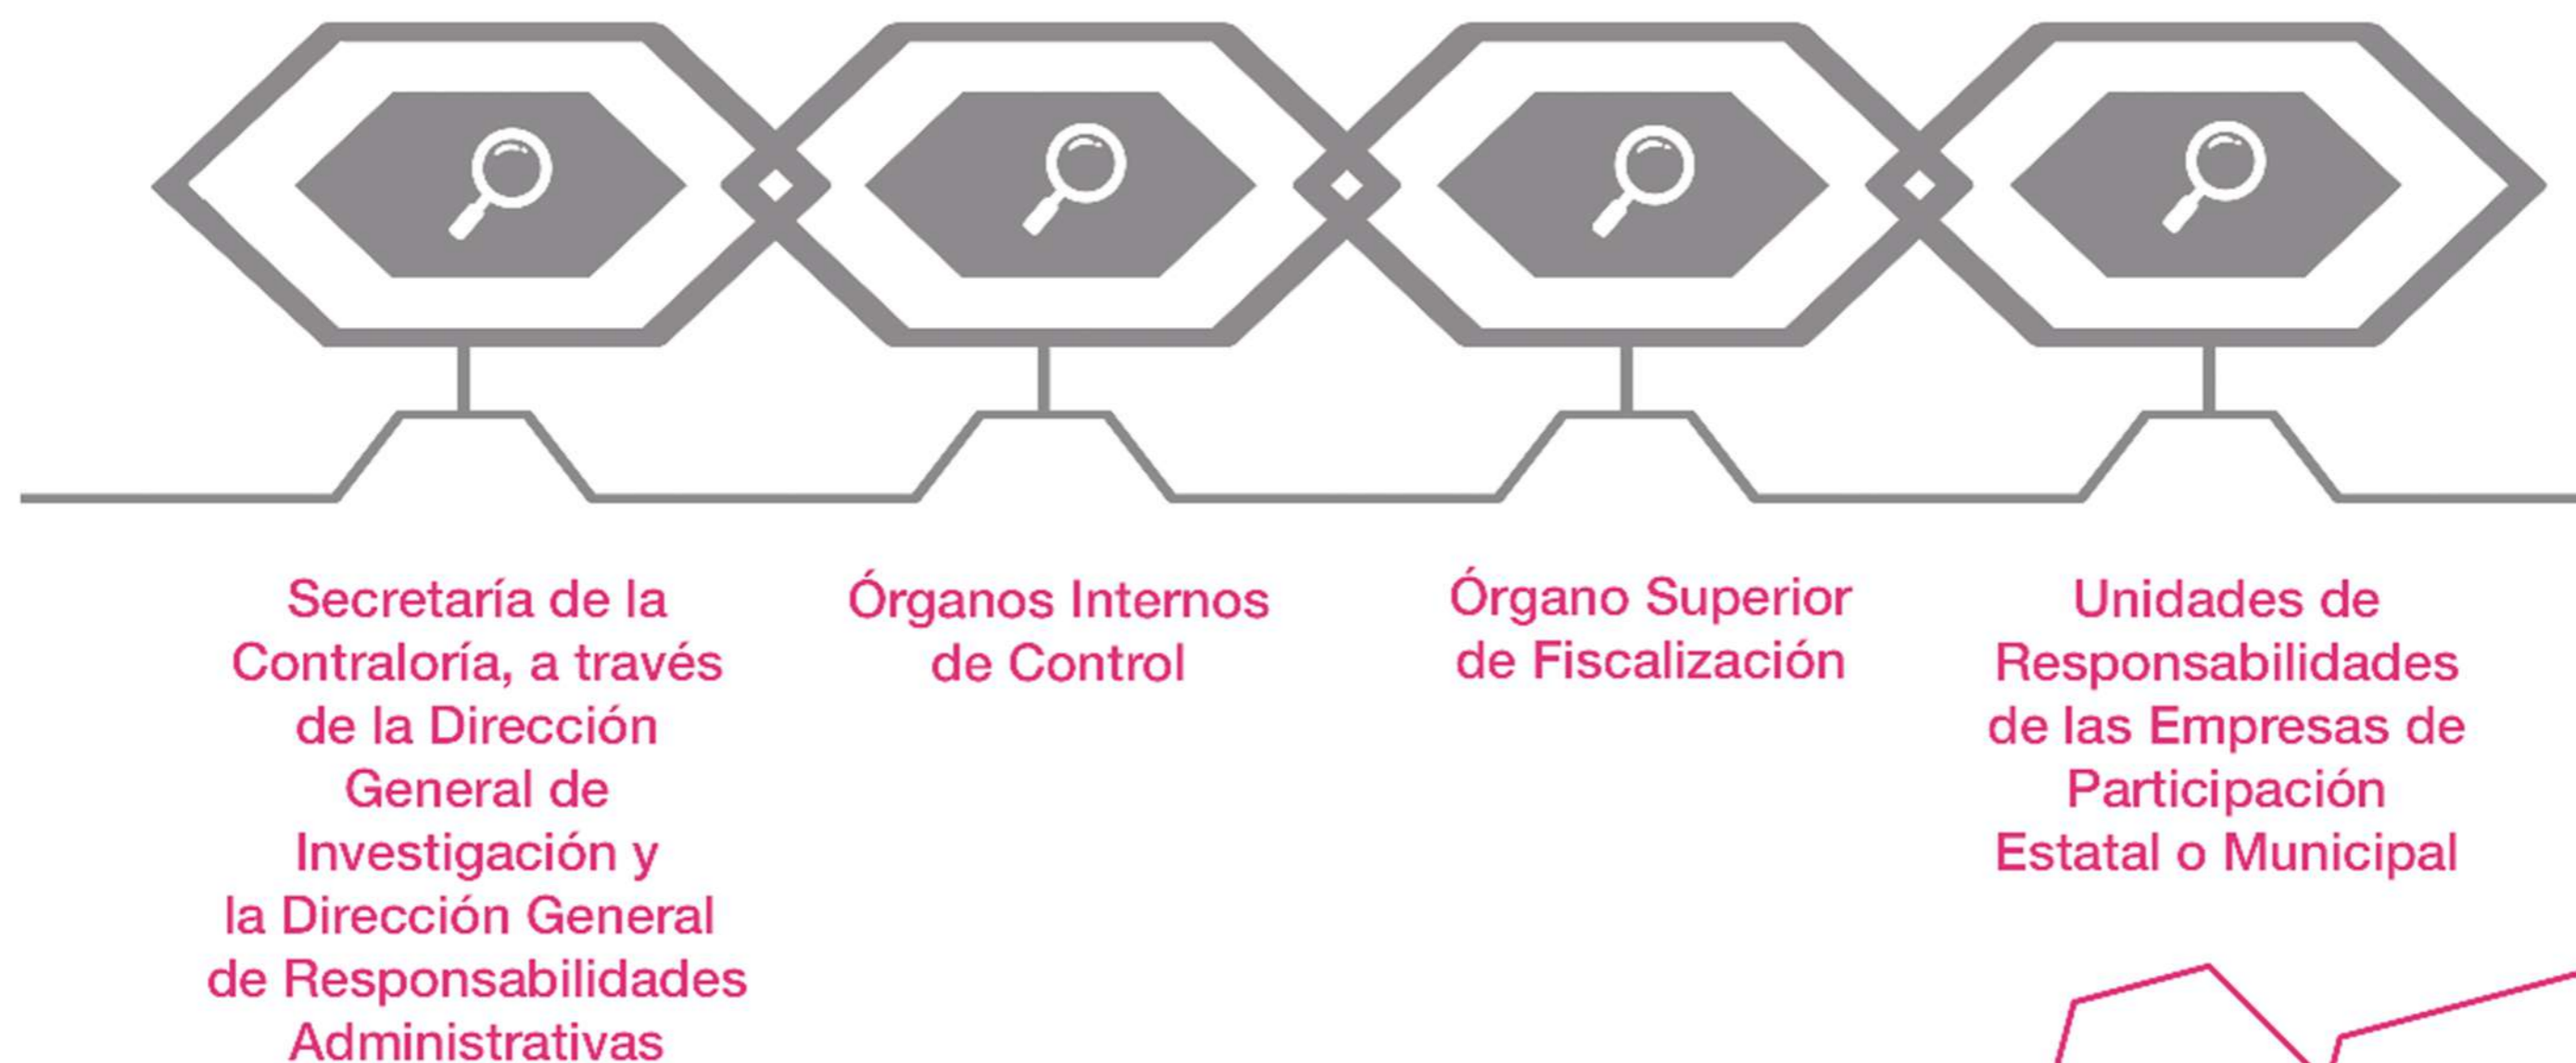 Secretaría de la
Contraloría, a través
de la Dirección
General de
Investigación y
la Dirección General
de Responsabilidades
Administrativas
Órganos Internos
de Control
Órgano Superior
de Fiscalización
Unidades de
Responsabilidades
de las Empresas de
Participación
Estatal o Municipal